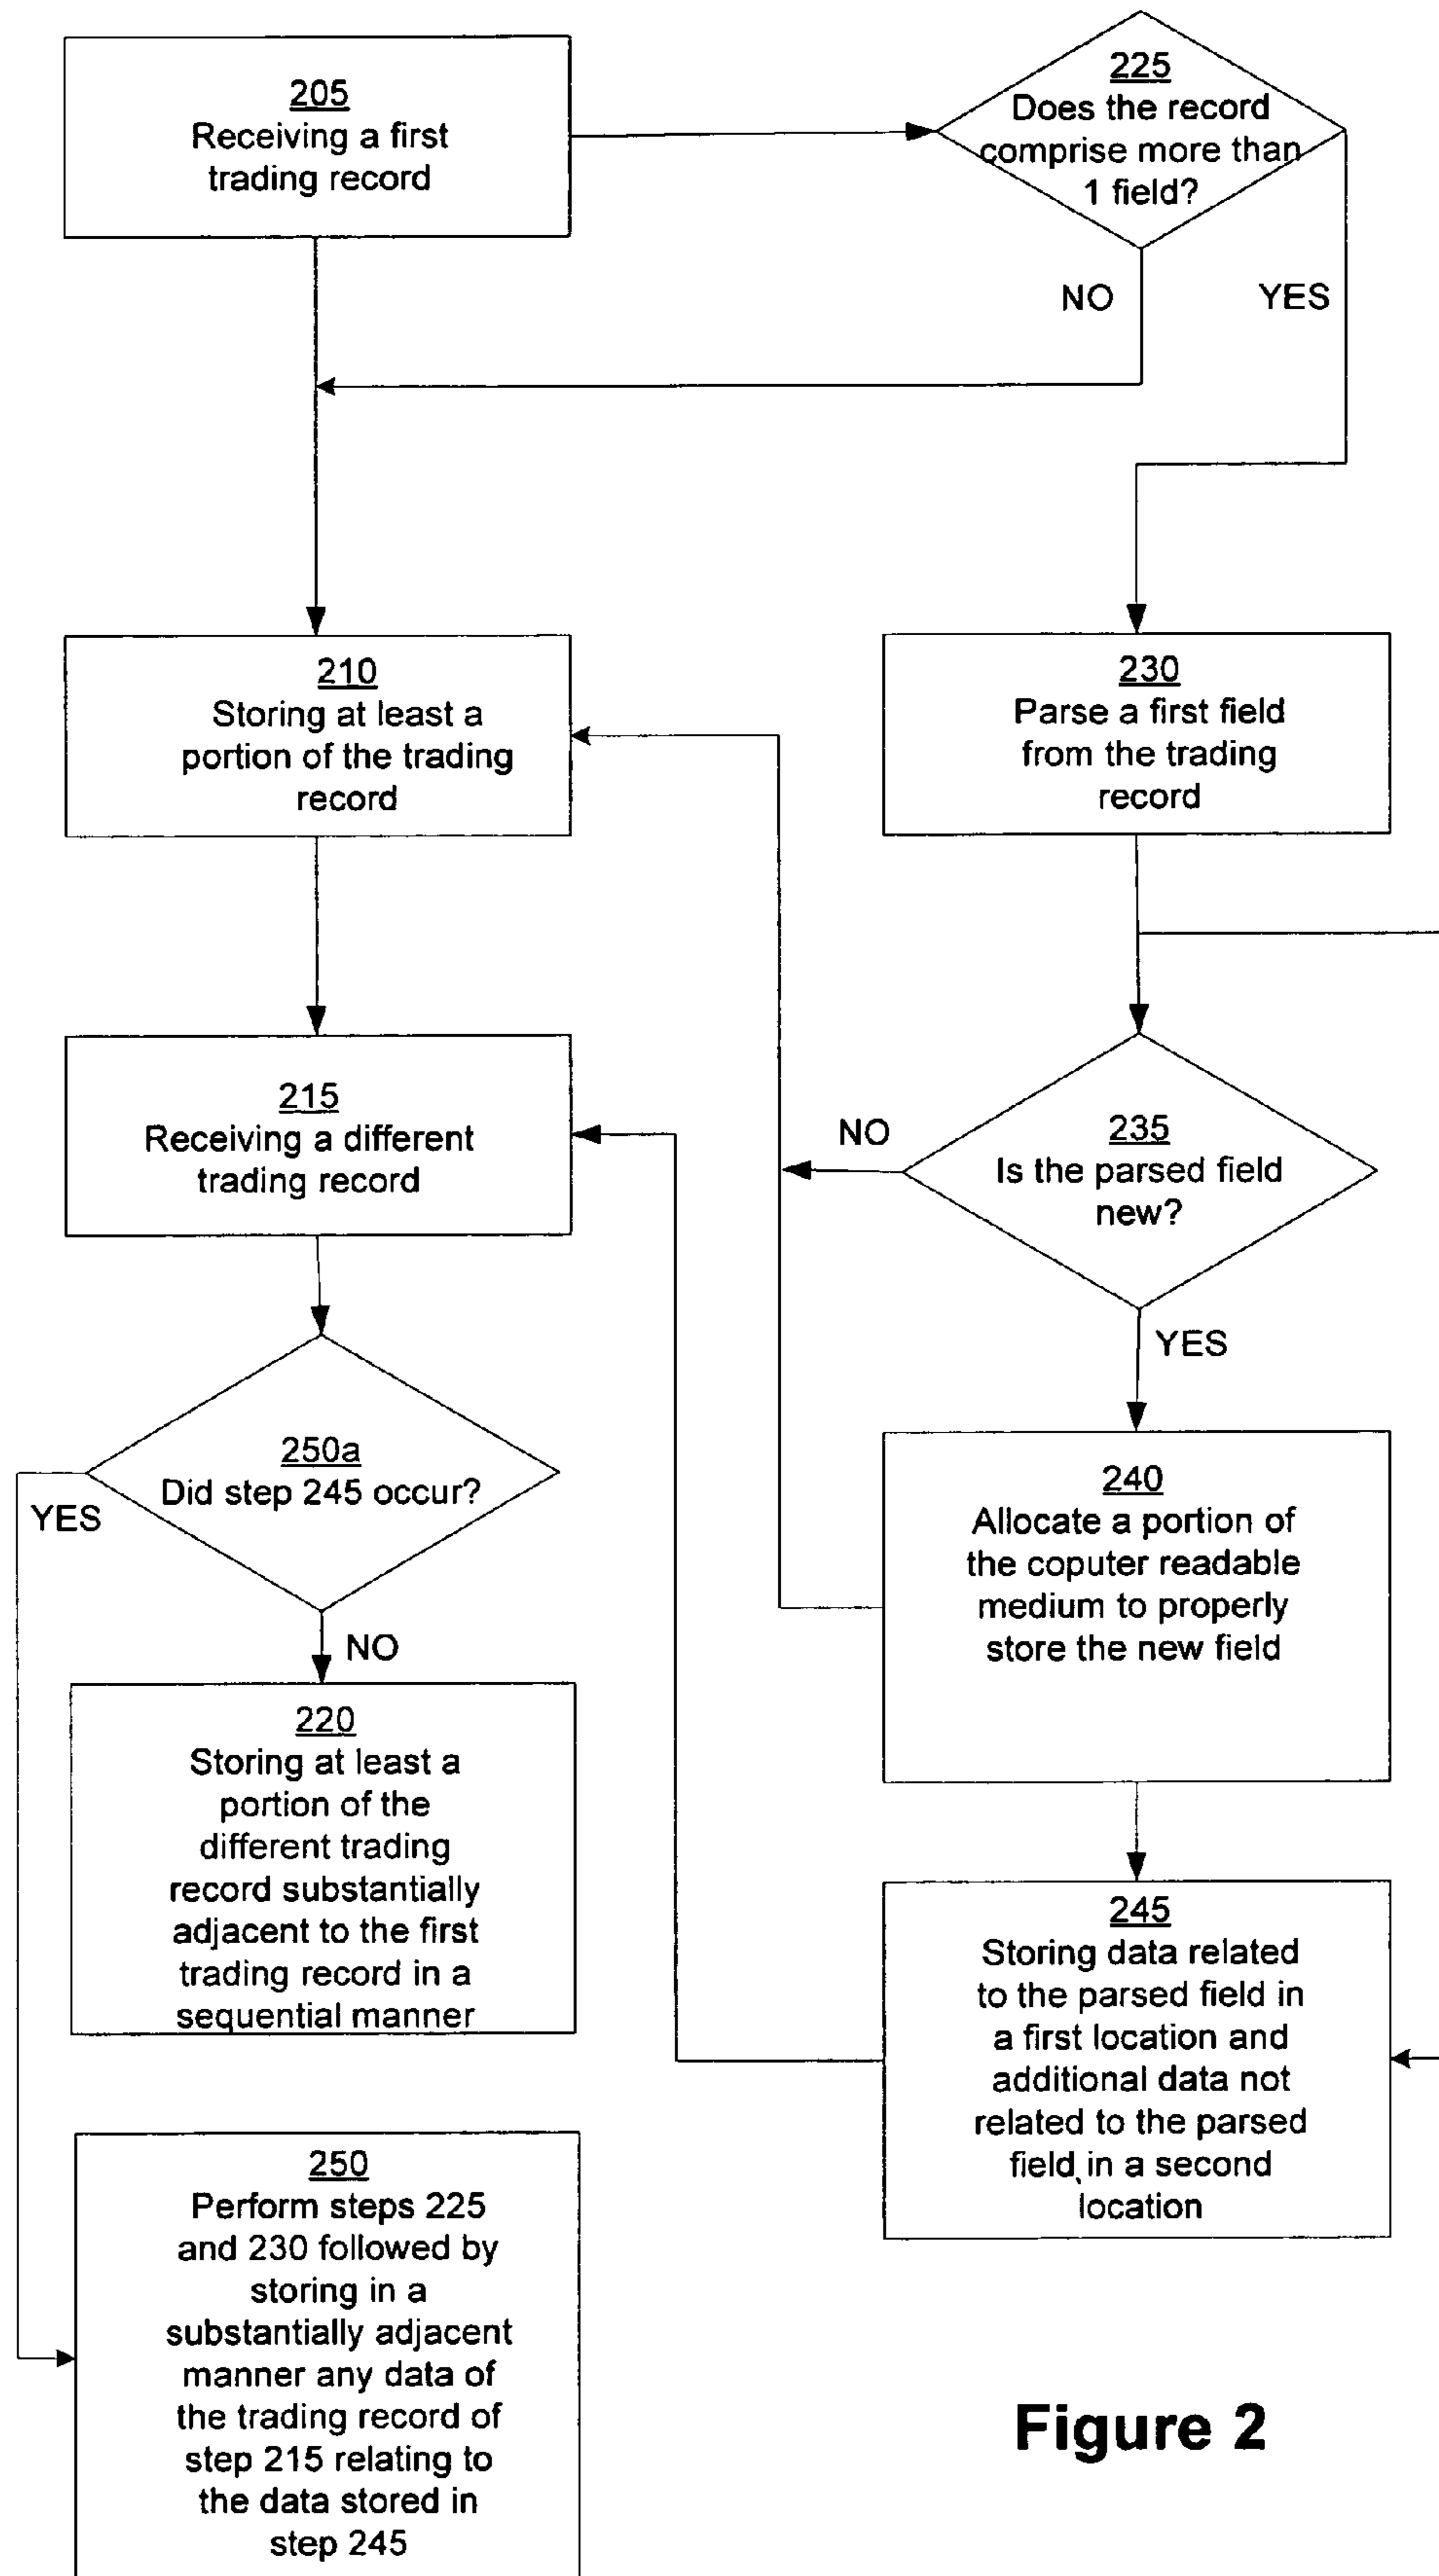 205
Receiving a first
trading record
225
Does the record
comprise more than
1 field?
NO
YES
210
Storing at least a
portion of the trading
record
230
Parse a first field
from the trading
record
215
Receiving a different
trading record
NO
235
Is the parsed field
new?
YES
250a
Did step 245 occur?
YES
NO
240
Allocate a portion of
the coputer readable
medium to properly
store the new field
220
Storing at least a
portion of the
different trading
record substantially
adjacent to the first
trading record in a
sequential manner
245
Storing data related
to the parsed field in
a first location and
additional data not
related to the parsed
field in a second
location
250
Perform steps 225
and 230 followed by
storing in a
substantially adjacent
manner any data of
the trading record of
step 215 relating to
the data stored in
step 245
Figure 2